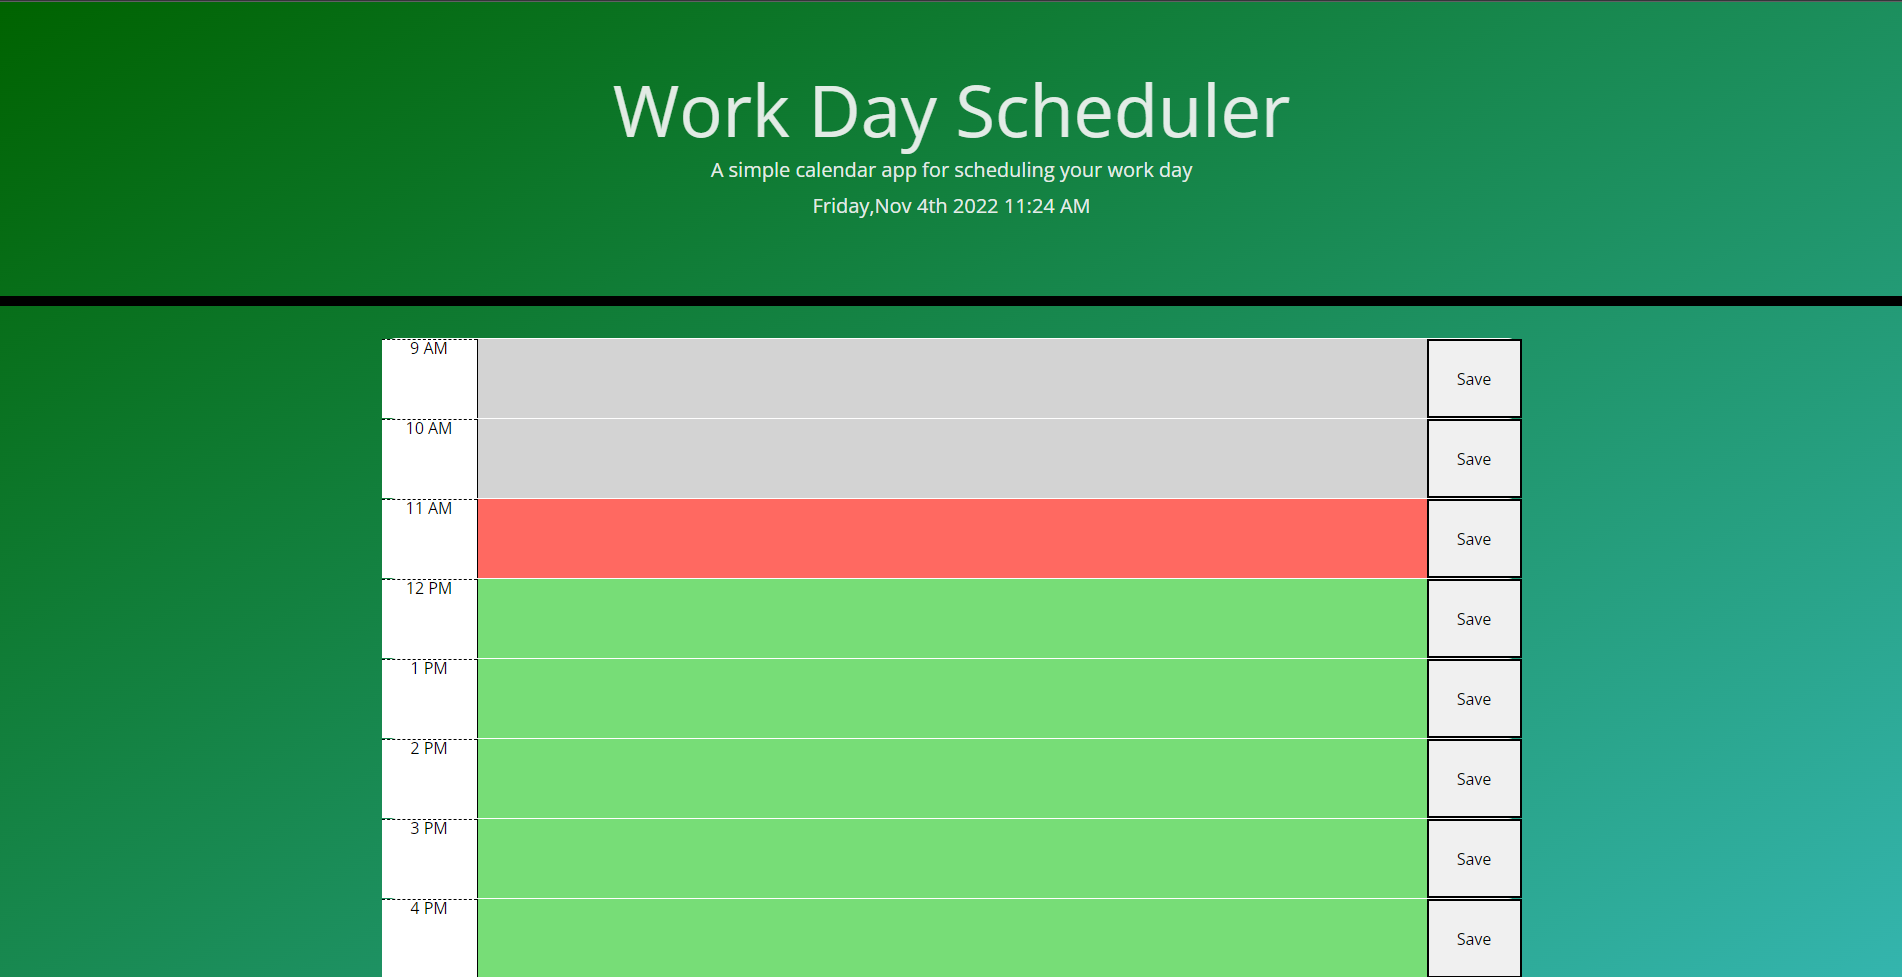 Work Day Scheduler
A simple calendar app for scheduling your work day
Friday,Nov 4th 2022 11:24 AM
9 AM
Save
10 AM
Save
11 AM
Save
12 PM
Save
1 PM
Save
2 PM
Save
3 PM
Save
4 PM
Save